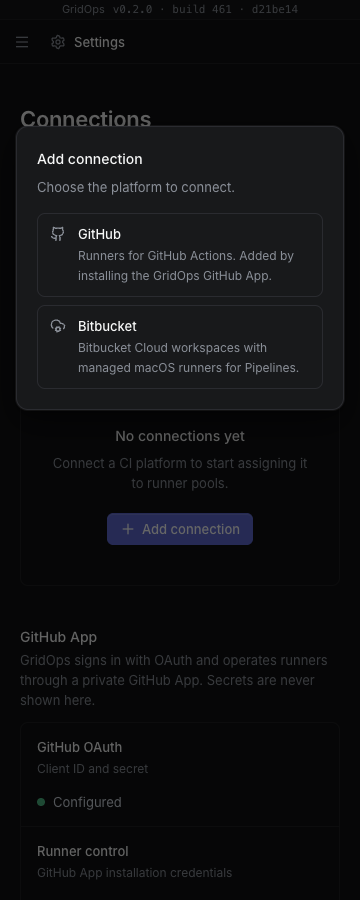 GridOps v0.2.0 · build 461 · d21be14
Settings
Connections
Add connection
Choose the platform to connect.
GitHub
Runners for GitHub Actions. Added by
installing the GridOps GitHub App.
Bitbucket
Bitbucket Cloud workspaces with
managed macOS runners for Pipelines.
No connections yet
Connect a CI platform to start assigning it
to runner pools.
Add connection
GitHub App
GridOps signs in with OAuth and operates runners
through a private GitHub App. Secrets are never
shown here.
GitHub OAuth
Client ID and secret
Configured
Runner control
GitHub App installation credentials